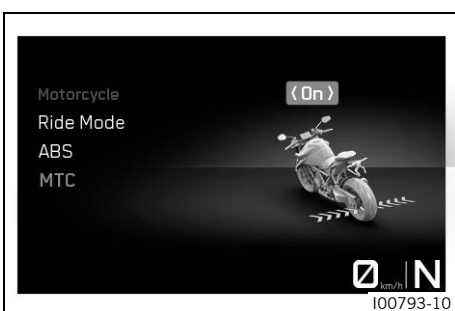 Motorcycle
⟨ On ⟩
Ride Mode
ABS
MTC
0 km/h N
I00793-10